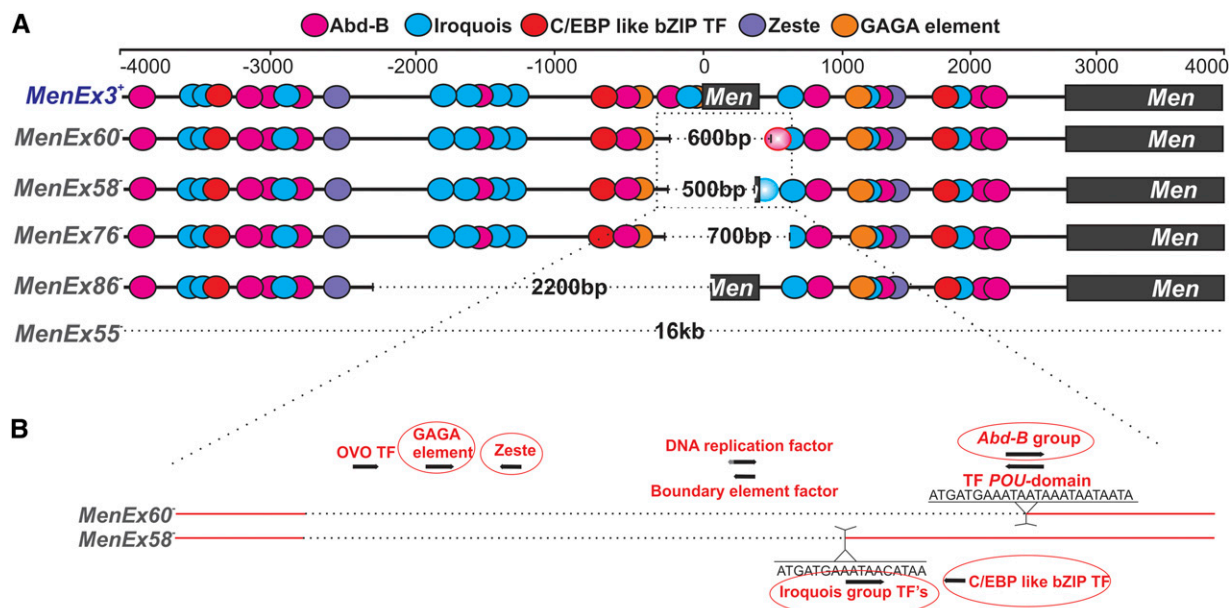 A
Abd-B Iroquois C/EBP like bZIP TF Zeste GAGA element
-4000 -3000 -2000 -1000 0 1000 2000 3000 4000
MenEx3+ Men Men
MenEx60- 600bp
MenEx58- 500bp
MenEx76- 700bp
MenEx86- 2200bp Men Men
MenEx55- 16kb
B
OVO TF
GAGA
element
Zeste
DNA replication factor
Boundary element factor
Abd-B group
TF POU-domain
ATGATGAAATAATAAATAATAATA
MenEx60-
MenEx58-
ATGATGAAATAACATAA
Iroquois group TF's
C/EBP like bZIP TF